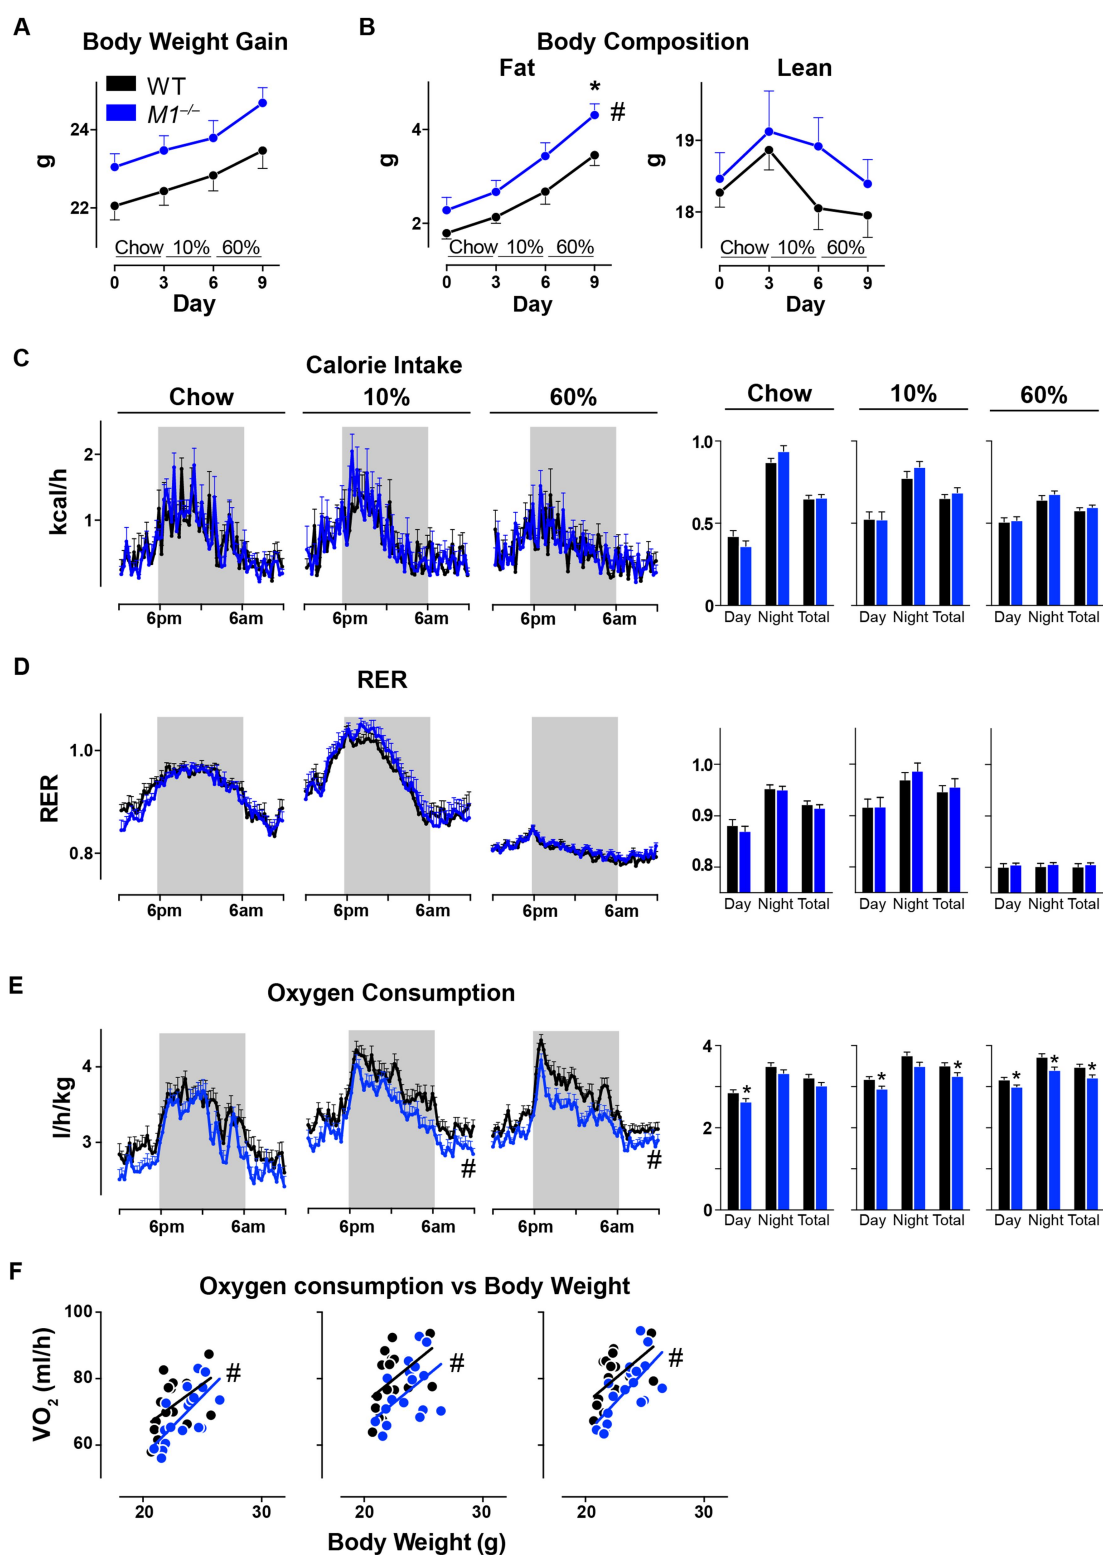 A
B
Body Weight Gain
Body Composition
Fat
Lean
WT
M1–/–
g
24
22
Chow 10% 60%
0 3 6 9
Day
g
4
2
*
#
Chow 10% 60%
0 3 6 9
Day
g
19
18
Chow 10% 60%
0 3 6 9
Day
C
Calorie Intake
Chow 10% 60%
Chow 10% 60%
kcal/h
2
1
6pm 6am 6pm 6am 6pm 6am
1.0
0.5
0
Day Night Total Day Night Total Day Night Total
D
RER
RER
1.0
0.8
6pm 6am 6pm 6am 6pm 6am
1.0
0.9
0.8
Day Night Total Day Night Total Day Night Total
E
Oxygen Consumption
l/h/kg
4
3
# #
6pm 6am 6pm 6am 6pm 6am
4
2
0
* * * * * *
Day Night Total Day Night Total Day Night Total
F
Oxygen consumption vs Body Weight
VO2 (ml/h)
100
80
60
# # #
20 30 20 30 20 30
Body Weight (g)